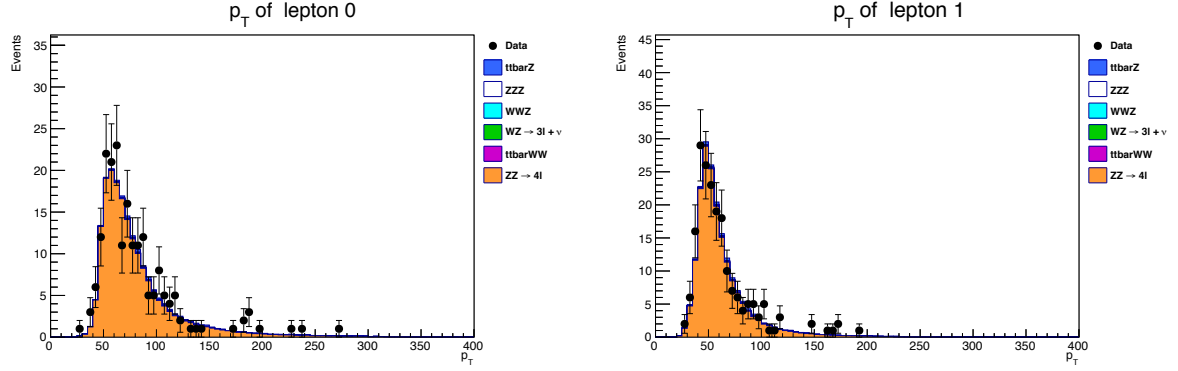 p_T of lepton 0
Events
35
30
25
20
15
10
5
0
0 50 100 150 200 250 300 350 400
p_T
Data
ttbarZ
ZZZ
WWZ
WZ → 3l + ν
ttbarWW
ZZ → 4l
p_T of lepton 1
Events
45
40
35
30
25
20
15
10
5
0
0 50 100 150 200 250 300 350 400
p_T
Data
ttbarZ
ZZZ
WWZ
WZ → 3l + ν
ttbarWW
ZZ → 4l